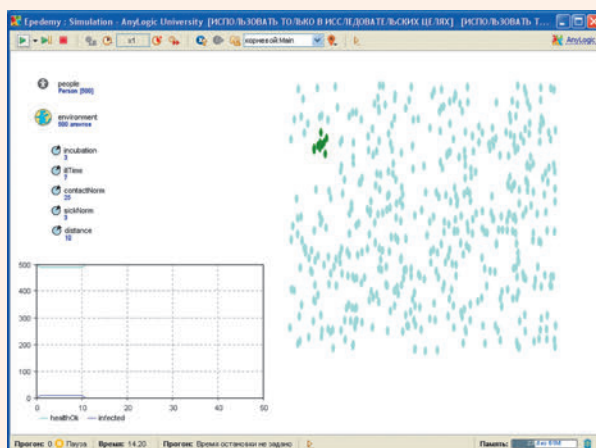 Epedemy : Simulation - AnyLogic University [ИСПОЛЬЗОВАТЬ ТОЛЬКО В ИССЛЕДОВАТЕЛЬСКИХ ЦЕЛЯХ] [ИСПОЛЬЗОВАТЬ Т...
x1
корневой:Main
AnyLogic
people
Person [500]
environment
500 агентов
incubation
3
illTime
7
contactNorm
25
sickNorm
3
distance
10
500
400
300
200
100
0
0 10 20 30 40 50
healthOk infected
Прогон: 0 Пауза Время: 14.20 Прогон: Время остановки не задано
Память: